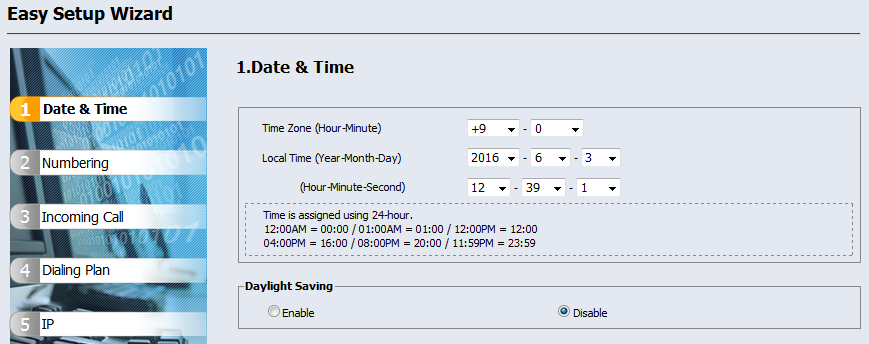 Easy Setup Wizard
1 Date & Time
2 Numbering
3 Incoming Call
4 Dialing Plan
5 IP
1.Date & Time
Time Zone (Hour-Minute) +9 - 0
Local Time (Year-Month-Day) 2016 - 6 - 3
(Hour-Minute-Second) 12 - 39 - 1
Time is assigned using 24-hour.
12:00AM = 00:00 / 01:00AM = 01:00 / 12:00PM = 12:00
04:00PM = 16:00 / 08:00PM = 20:00 / 11:59PM = 23:59
Daylight Saving
Enable Disable